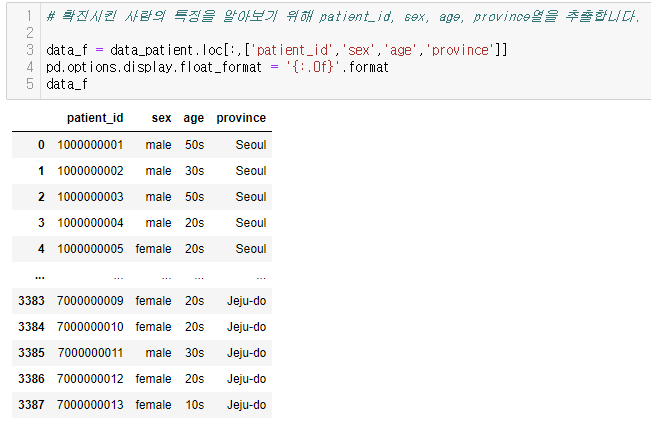 1 # 확진시킨 사람의 특징을 알아보기 위해 patient_id, sex, age, province열을 추출합니다.
2
3 data_f = data_patient.loc[:,['patient_id','sex','age','province']]
4 pd.options.display.float_format = '{:.0f}'.format
5 data_f
patient_id sex age province
0 1000000001 male 50s Seoul
1 1000000002 male 30s Seoul
2 1000000003 male 50s Seoul
3 1000000004 male 20s Seoul
4 1000000005 female 20s Seoul
... ... ... ... ...
3383 7000000009 female 20s Jeju-do
3384 7000000010 female 20s Jeju-do
3385 7000000011 male 30s Jeju-do
3386 7000000012 female 20s Jeju-do
3387 7000000013 female 10s Jeju-do